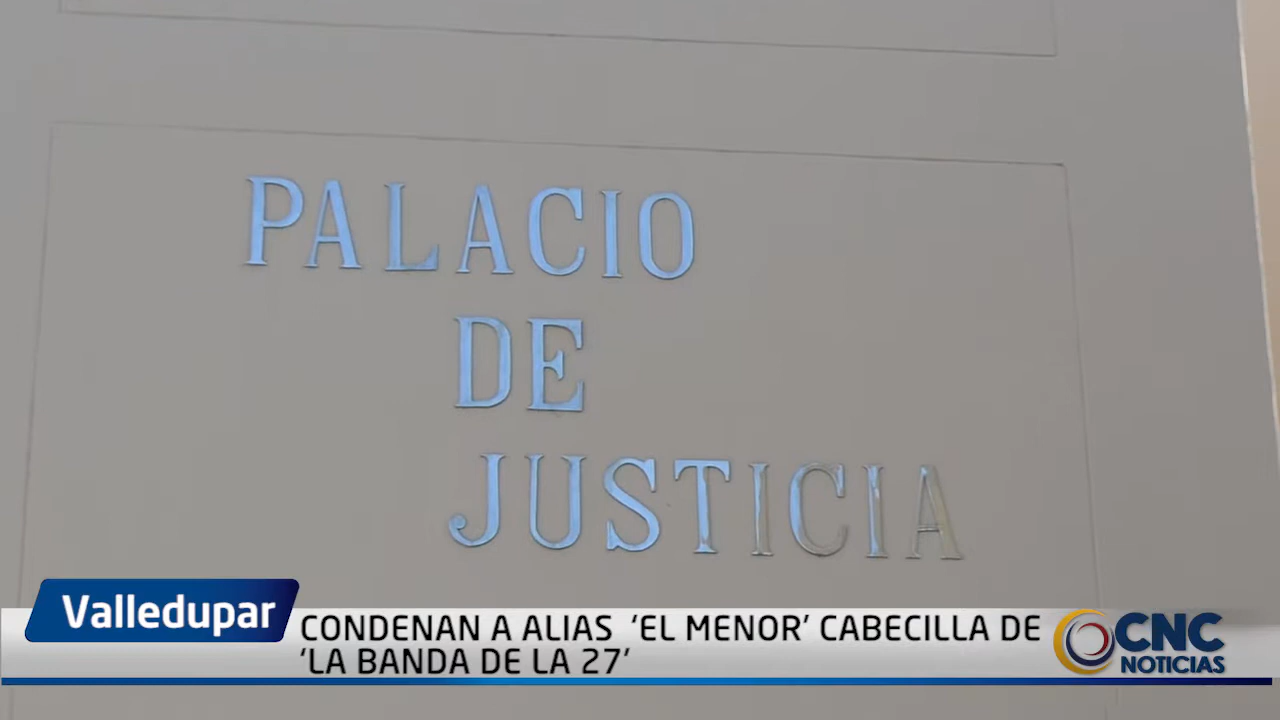 PALACIO
DE
JUSTICIA
Valledupar
CONDENAN A ALIAS 'EL MENOR' CABECILLA DE
'LA BANDA DE LA 27'
CNC
NOTICIAS